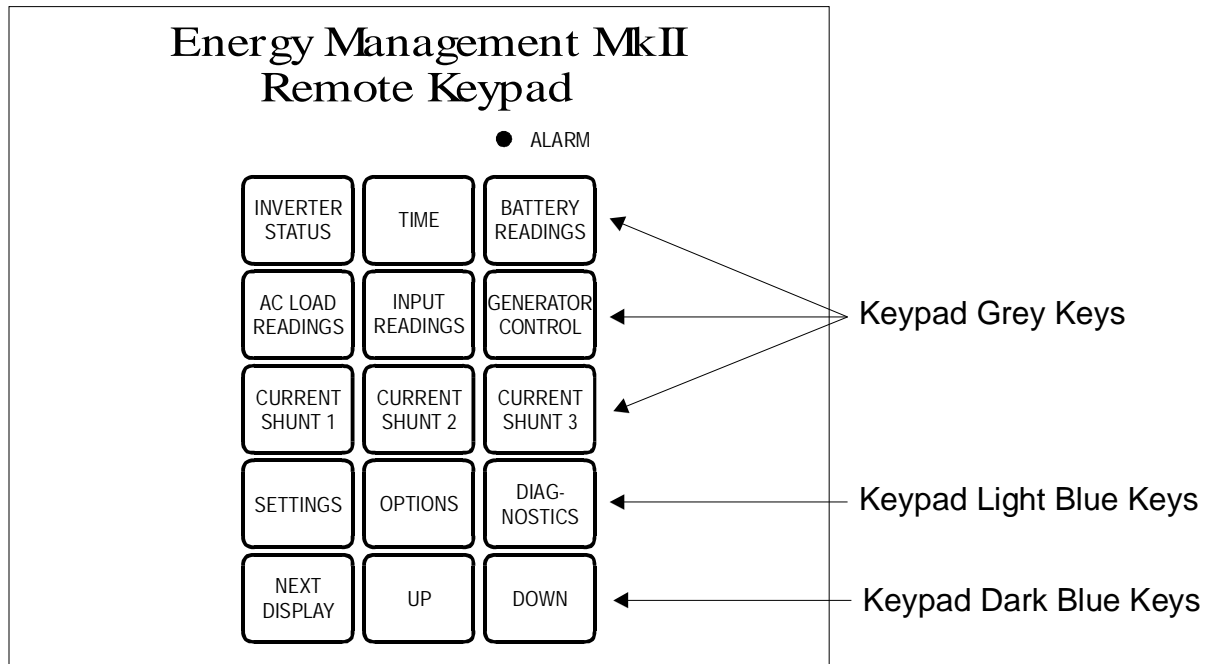 Energy Management MkII
Remote Keypad
ALARM
INVERTER
STATUS
TIME
BATTERY
READINGS
AC LOAD
READINGS
INPUT
READINGS
GENERATOR
CONTROL
Keypad Grey Keys
CURRENT
SHUNT 1
CURRENT
SHUNT 2
CURRENT
SHUNT 3
SETTINGS
OPTIONS
DIAG-
NOSTICS
Keypad Light Blue Keys
NEXT
DISPLAY
UP
DOWN
Keypad Dark Blue Keys